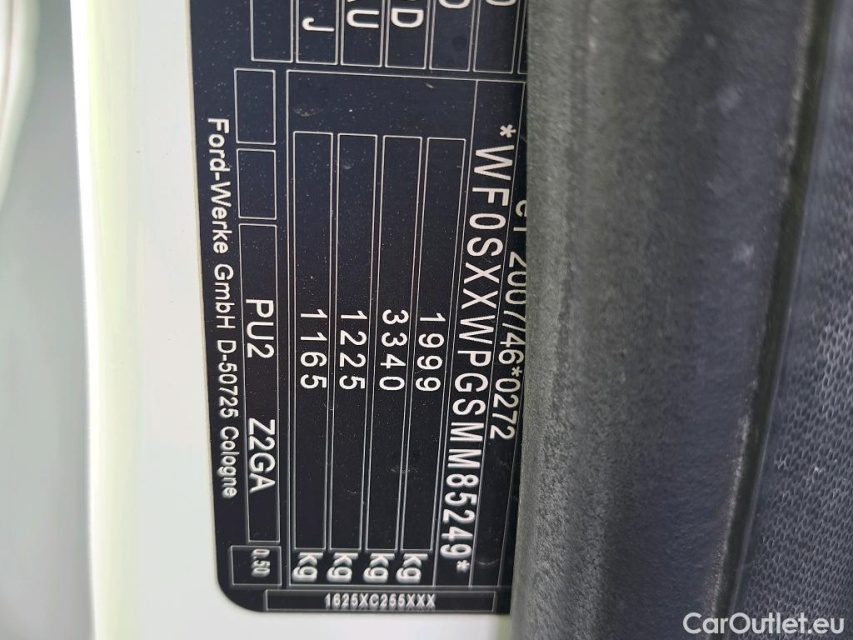 2007/46*0272
*WF0SXXWPGSMM85249*
1999 kg
3340 kg
1225 kg
1165 kg
PU2 Z2GA 0.50
Ford-Werke GmbH D-50725 Cologne
1625XC255XXX
D
U
J
CarOutlet.eu